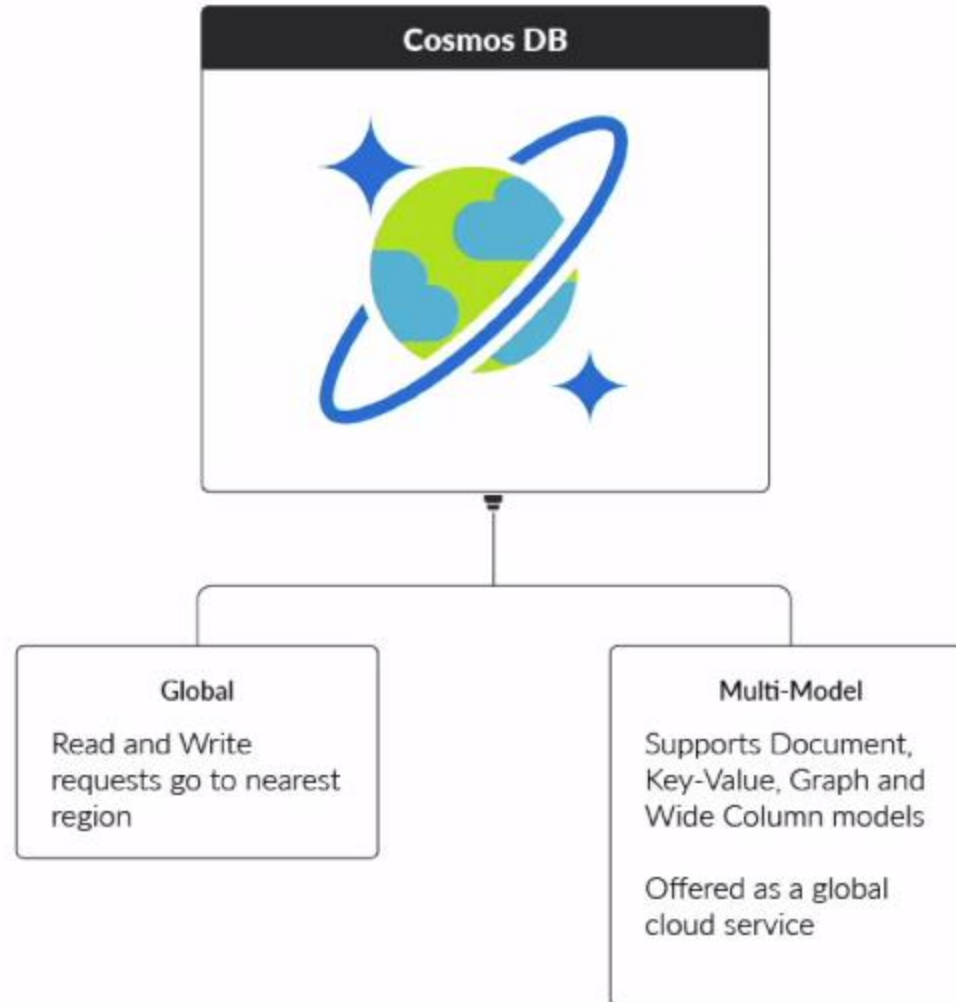 Cosmos DB
Global
Read and Write
requests go to nearest
region
Multi-Model
Supports Document,
Key-Value, Graph and
Wide Column models
Offered as a global
cloud service